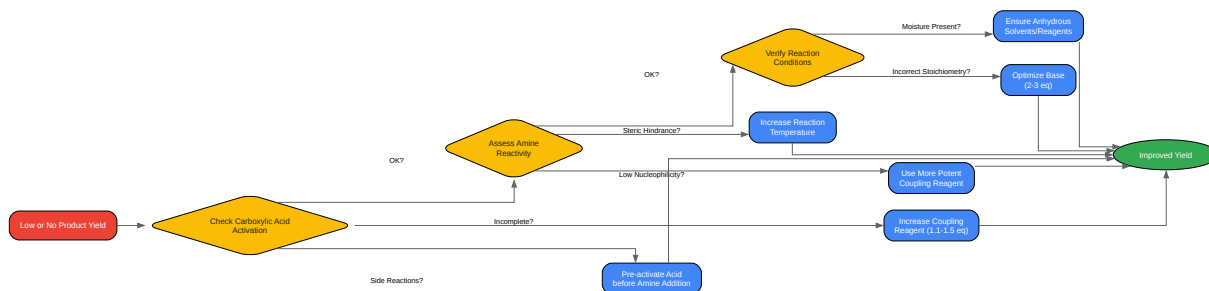 Low or No Product Yield
Check Carboxylic Acid
Activation
OK?
Incomplete?
Side Reactions?
Assess Amine
Reactivity
OK?
Steric Hindrance?
Low Nucleophilicity?
Pre-activate Acid
before Amine Addition
Verify Reaction
Conditions
Moisture Present?
Incorrect Stoichiometry?
Increase Reaction
Temperature
Use More Potent
Coupling Reagent
Increase Coupling
Reagent (1.1-1.5 eq)
Ensure Anhydrous
Solvents/Reagents
Optimize Base
(2-3 eq)
Improved Yield